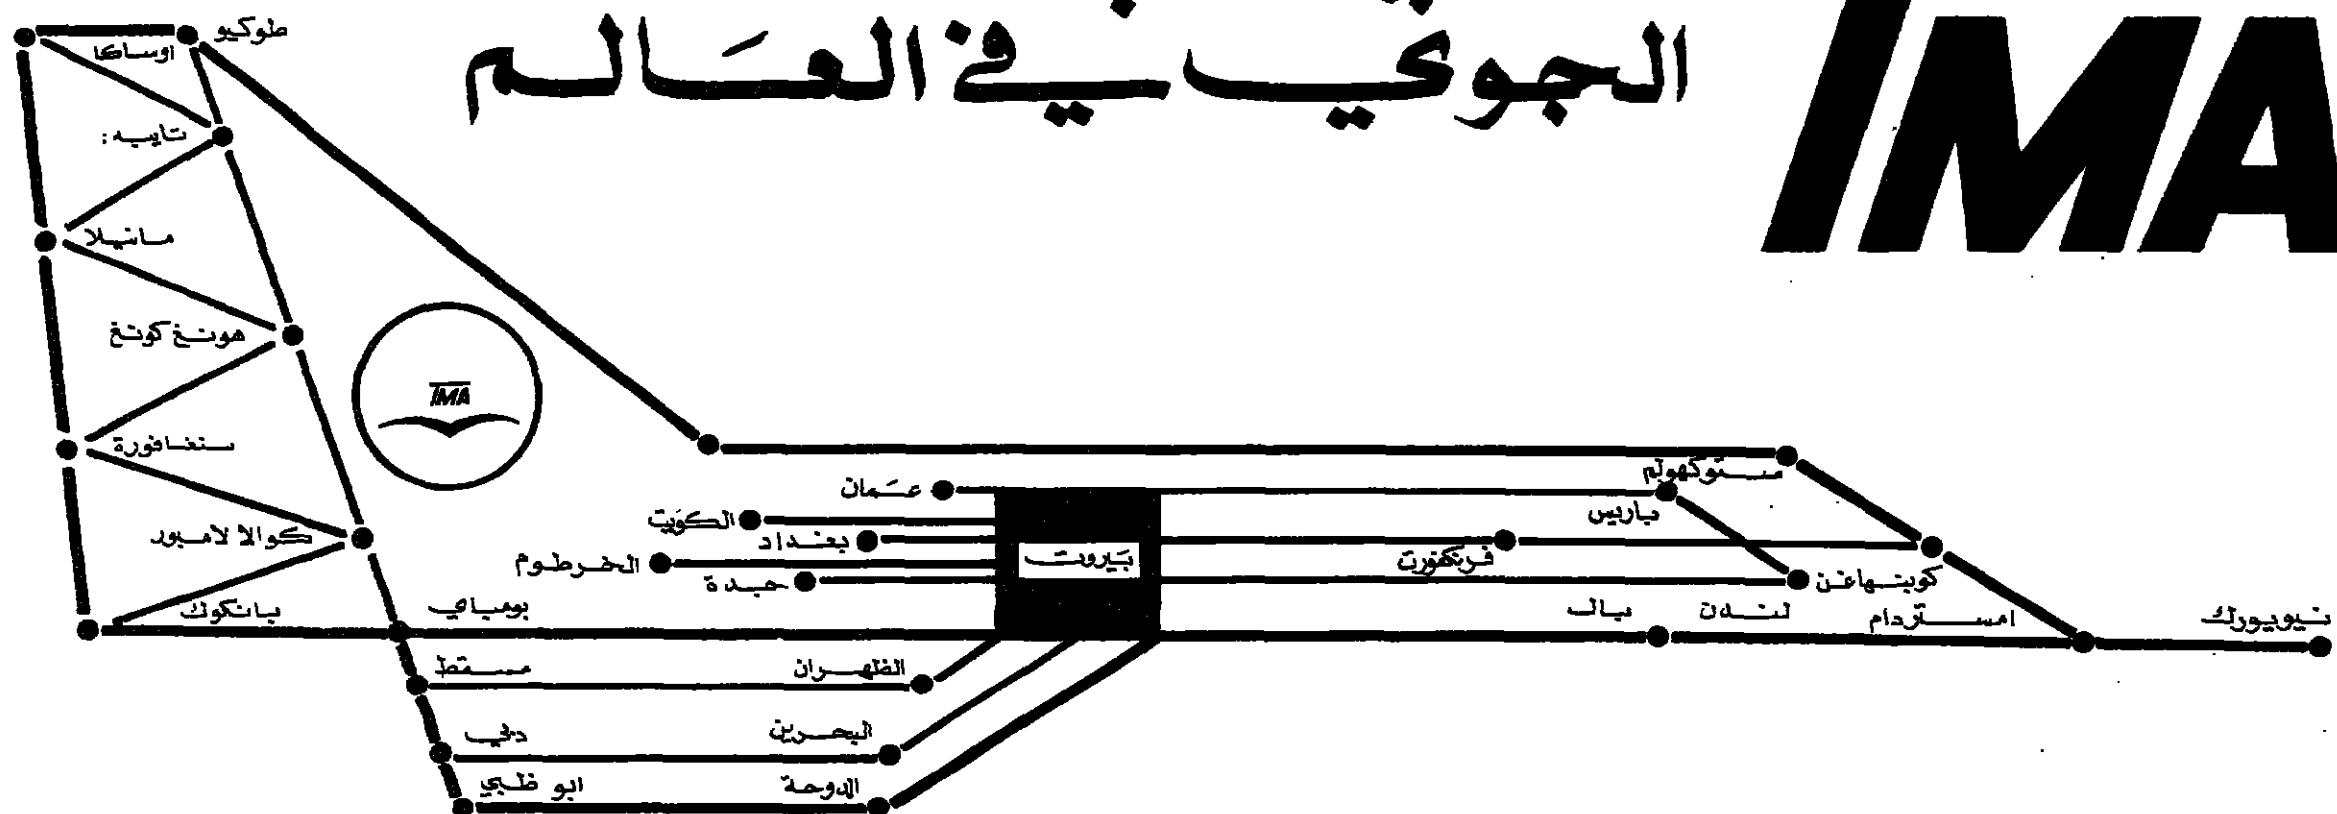 الجوي في العالم
IMA
طوكيو
اوساكا
تايبه:
مانيلا
هونغ كونغ
IMA
سنغافورة
ستوكهولم
عمان
باريس
الكويت
بغداد
فرنكفورت
كوالا لامبور
بيروت
الخرطوم
جدة
كوبنهاغن
بانكوك
بومباي
بال
لندن
امستردام
نيويورك
مسقط
الظهران
دبي
البحرين
ابو ظبي
الدوحة